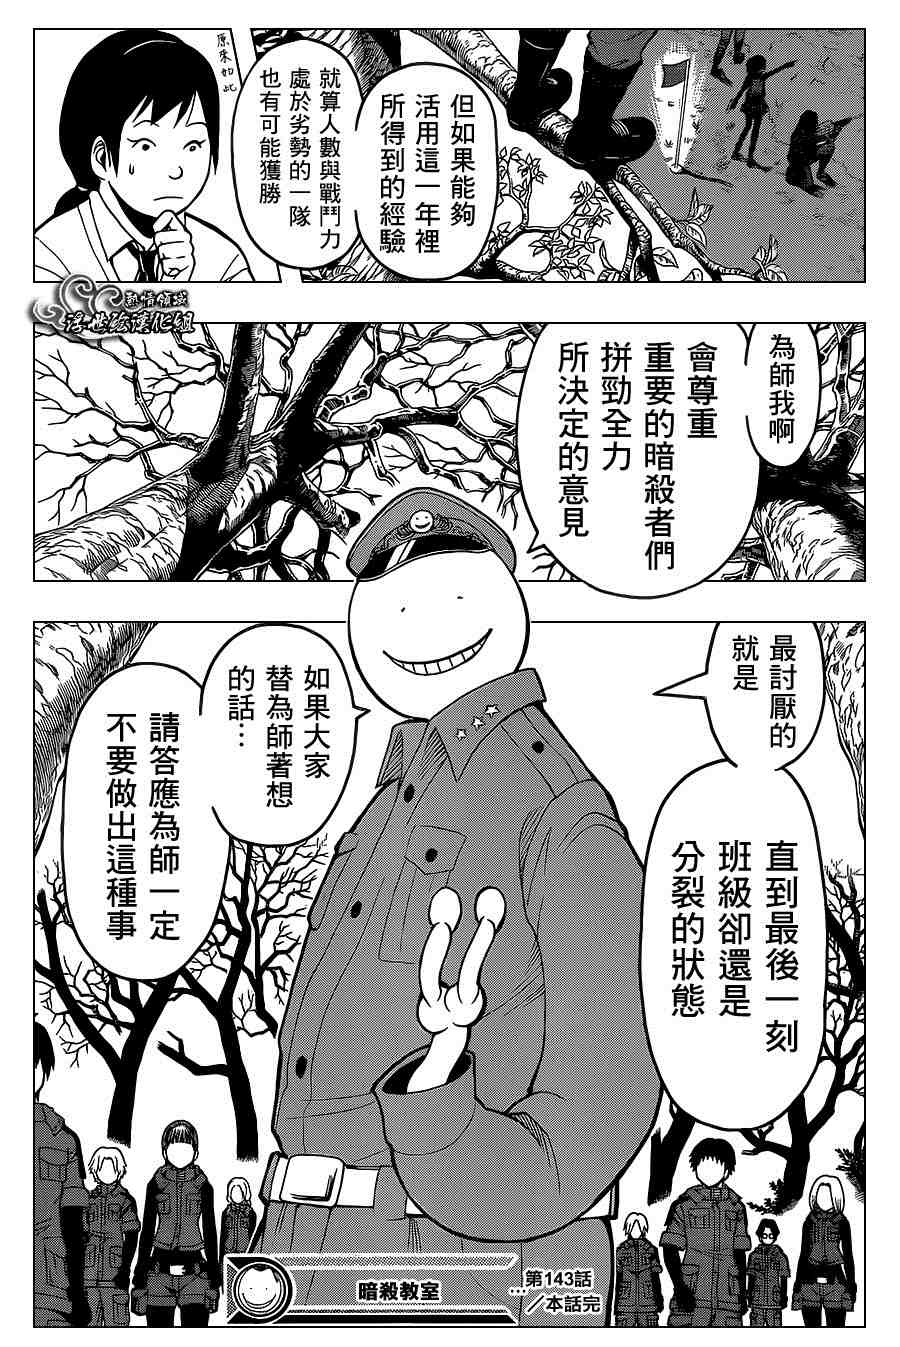 但如果能夠
活用這一年裡
所得到的經驗
就算人數與戰鬥力
處於劣勢的一隊
也有可能獲勝
原來如此
熱情領域
浮世繪漢化組
為師我啊
會尊重
重要的暗殺者們
拼勁全力
所決定的意見
最討厭的
就是
直到最後一刻
班級卻還是
分裂的狀態
如果大家
替為師著想
的話…
請答應為師一定
不要做出這種事
暗殺教室
…第143話
／本話完